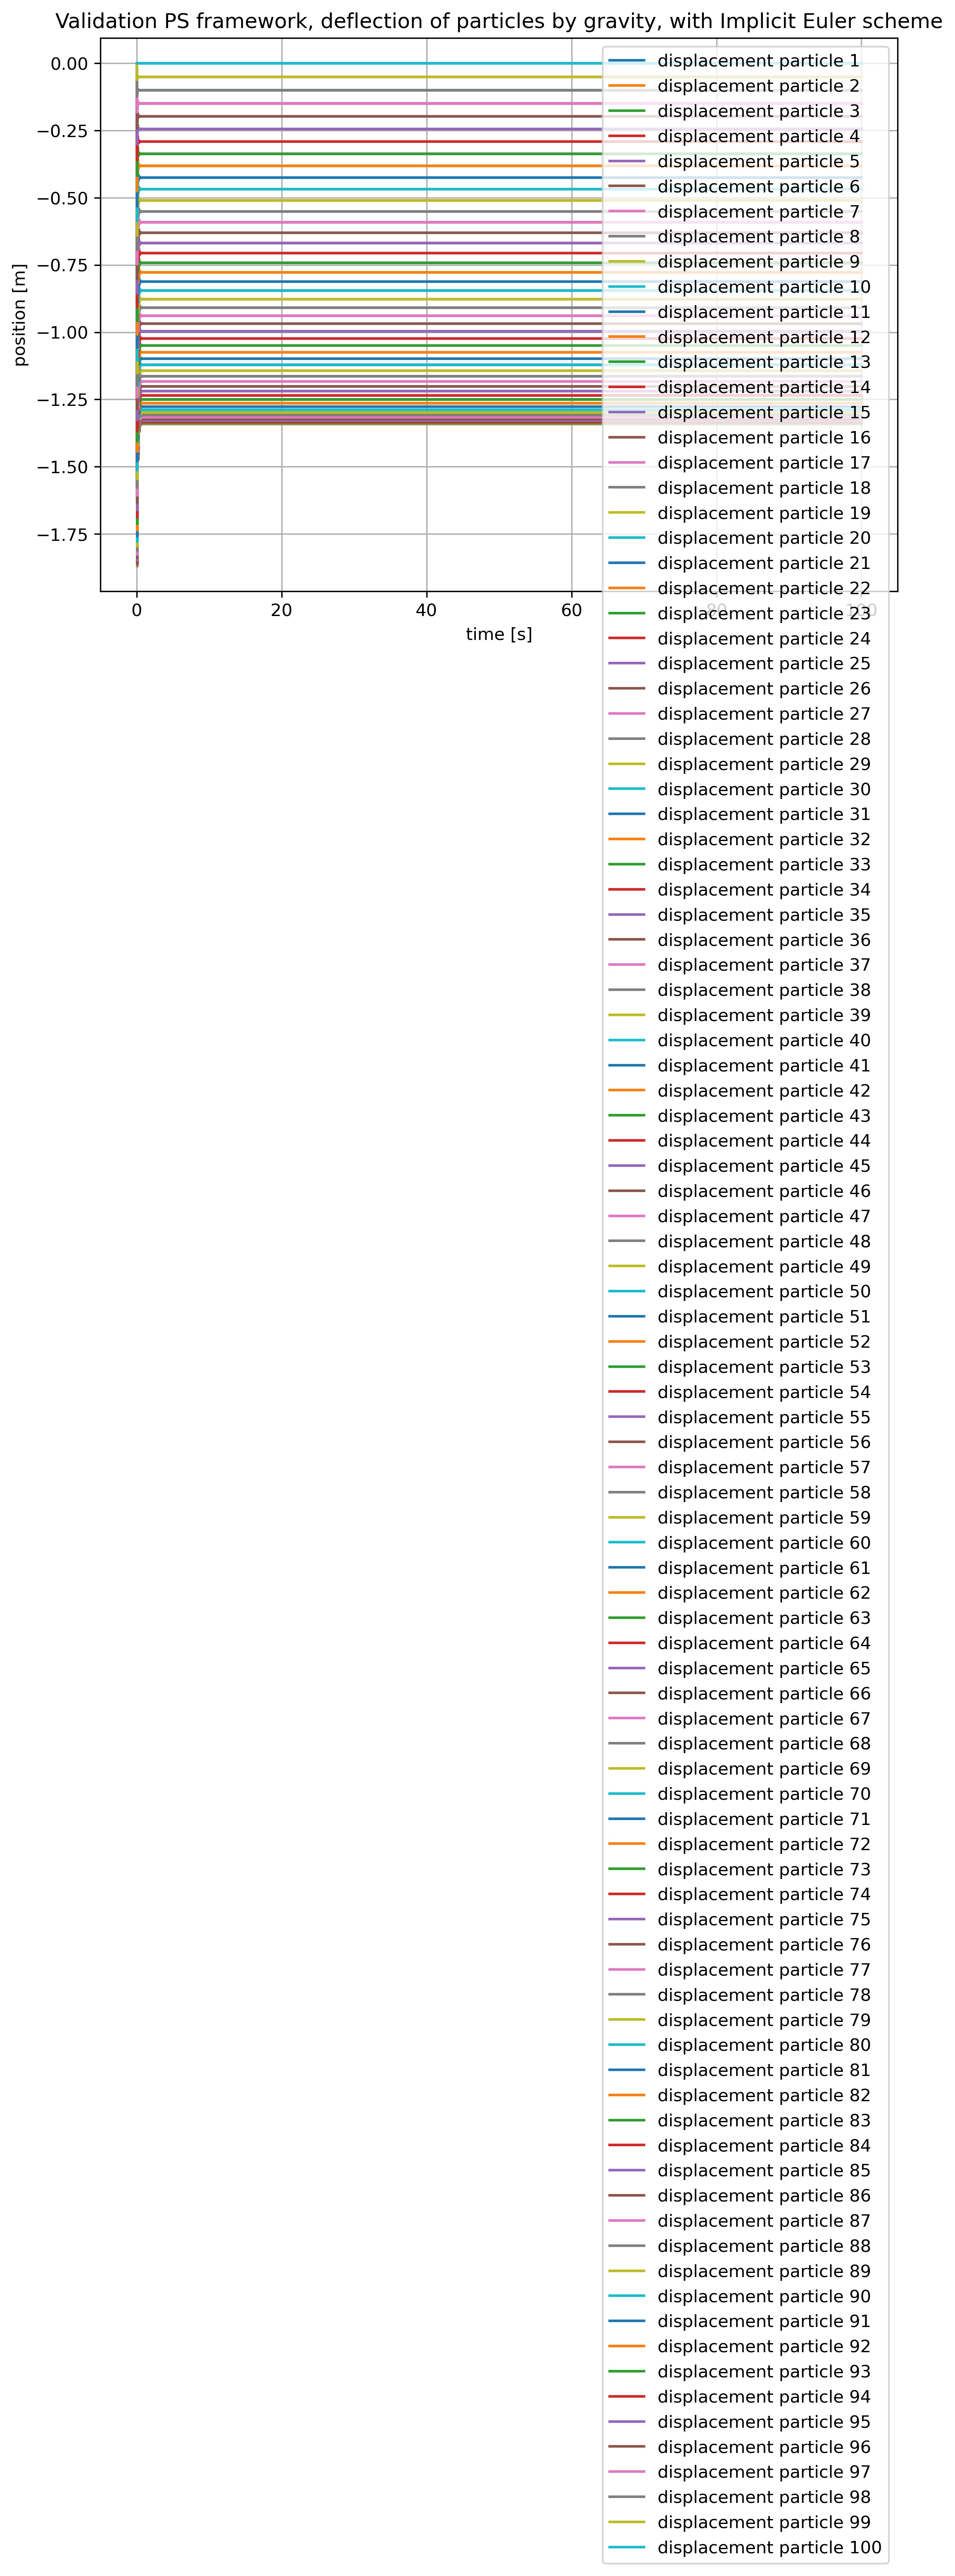 Validation PS framework, deflection of particles by gravity, with Implicit Euler scheme
position [m]
0.00
−0.25
−0.50
−0.75
−1.00
−1.25
−1.50
−1.75
0
20
40
60
80
100
time [s]
displacement particle 1
displacement particle 2
displacement particle 3
displacement particle 4
displacement particle 5
displacement particle 6
displacement particle 7
displacement particle 8
displacement particle 9
displacement particle 10
displacement particle 11
displacement particle 12
displacement particle 13
displacement particle 14
displacement particle 15
displacement particle 16
displacement particle 17
displacement particle 18
displacement particle 19
displacement particle 20
displacement particle 21
displacement particle 22
displacement particle 23
displacement particle 24
displacement particle 25
displacement particle 26
displacement particle 27
displacement particle 28
displacement particle 29
displacement particle 30
displacement particle 31
displacement particle 32
displacement particle 33
displacement particle 34
displacement particle 35
displacement particle 36
displacement particle 37
displacement particle 38
displacement particle 39
displacement particle 40
displacement particle 41
displacement particle 42
displacement particle 43
displacement particle 44
displacement particle 45
displacement particle 46
displacement particle 47
displacement particle 48
displacement particle 49
displacement particle 50
displacement particle 51
displacement particle 52
displacement particle 53
displacement particle 54
displacement particle 55
displacement particle 56
displacement particle 57
displacement particle 58
displacement particle 59
displacement particle 60
displacement particle 61
displacement particle 62
displacement particle 63
displacement particle 64
displacement particle 65
displacement particle 66
displacement particle 67
displacement particle 68
displacement particle 69
displacement particle 70
displacement particle 71
displacement particle 72
displacement particle 73
displacement particle 74
displacement particle 75
displacement particle 76
displacement particle 77
displacement particle 78
displacement particle 79
displacement particle 80
displacement particle 81
displacement particle 82
displacement particle 83
displacement particle 84
displacement particle 85
displacement particle 86
displacement particle 87
displacement particle 88
displacement particle 89
displacement particle 90
displacement particle 91
displacement particle 92
displacement particle 93
displacement particle 94
displacement particle 95
displacement particle 96
displacement particle 97
displacement particle 98
displacement particle 99
displacement particle 100